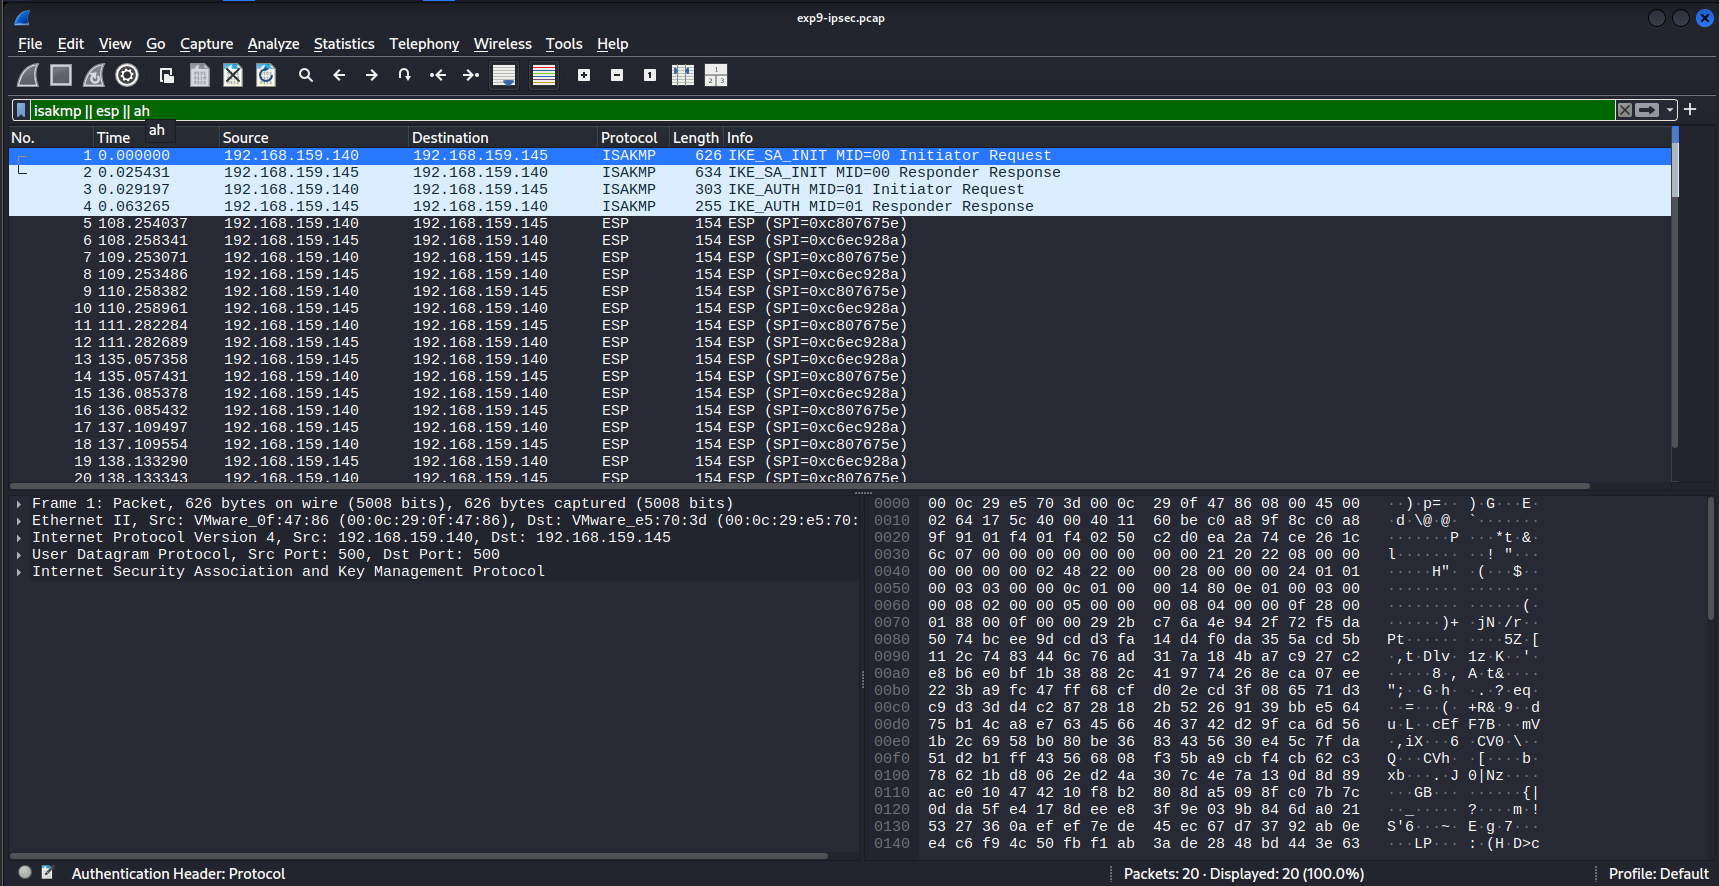 exp9-ipsec.pcap
File Edit View Go Capture Analyze Statistics Telephony Wireless Tools Help
isakmp || esp || ah
ah
No. Time Source Destination Protocol Length Info
1 0.000000 192.168.159.140 192.168.159.145 ISAKMP 626 IKE_SA_INIT MID=00 Initiator Request
2 0.025431 192.168.159.145 192.168.159.140 ISAKMP 634 IKE_SA_INIT MID=00 Responder Response
3 0.029197 192.168.159.140 192.168.159.145 ISAKMP 303 IKE_AUTH MID=01 Initiator Request
4 0.063265 192.168.159.145 192.168.159.140 ISAKMP 255 IKE_AUTH MID=01 Responder Response
5 108.254037 192.168.159.140 192.168.159.145 ESP 154 ESP (SPI=0xc807675e)
6 108.258341 192.168.159.145 192.168.159.140 ESP 154 ESP (SPI=0xc6ec928a)
7 109.253071 192.168.159.140 192.168.159.145 ESP 154 ESP (SPI=0xc807675e)
8 109.253486 192.168.159.145 192.168.159.140 ESP 154 ESP (SPI=0xc6ec928a)
9 110.258382 192.168.159.140 192.168.159.145 ESP 154 ESP (SPI=0xc807675e)
10 110.258961 192.168.159.145 192.168.159.140 ESP 154 ESP (SPI=0xc6ec928a)
11 111.282284 192.168.159.140 192.168.159.145 ESP 154 ESP (SPI=0xc807675e)
12 111.282689 192.168.159.145 192.168.159.140 ESP 154 ESP (SPI=0xc6ec928a)
13 135.057358 192.168.159.145 192.168.159.140 ESP 154 ESP (SPI=0xc6ec928a)
14 135.057431 192.168.159.140 192.168.159.145 ESP 154 ESP (SPI=0xc807675e)
15 136.085378 192.168.159.145 192.168.159.140 ESP 154 ESP (SPI=0xc6ec928a)
16 136.085432 192.168.159.140 192.168.159.145 ESP 154 ESP (SPI=0xc807675e)
17 137.109497 192.168.159.145 192.168.159.140 ESP 154 ESP (SPI=0xc6ec928a)
18 137.109554 192.168.159.140 192.168.159.145 ESP 154 ESP (SPI=0xc807675e)
19 138.133290 192.168.159.145 192.168.159.140 ESP 154 ESP (SPI=0xc6ec928a)
20 138.133343 192.168.159.140 192.168.159.145 ESP 154 ESP (SPI=0xc807675e)
Frame 1: Packet, 626 bytes on wire (5008 bits), 626 bytes captured (5008 bits)
Ethernet II, Src: VMware_0f:47:86 (00:0c:29:0f:47:86), Dst: VMware_e5:70:3d (00:0c:29:e5:70:
Internet Protocol Version 4, Src: 192.168.159.140, Dst: 192.168.159.145
User Datagram Protocol, Src Port: 500, Dst Port: 500
Internet Security Association and Key Management Protocol
0000 00 0c 29 e5 70 3d 00 0c 29 0f 47 86 08 00 45 00 ··)·p=·· )·G···E·
0010 02 64 17 5c 40 00 40 11 60 be c0 a8 9f 8c c0 a8 ·d·\@·@· `·······
0020 9f 91 01 f4 01 f4 02 50 c2 d0 ea 2a 74 ce 26 1c ·······P ···*t·&·
0030 6c 07 00 00 00 00 00 00 00 00 21 20 22 08 00 00 l······· ··! "···
0040 00 00 00 00 02 48 22 00 00 28 00 00 00 24 01 01 ·····H"· ·(···$··
0050 00 03 03 00 00 0c 01 00 00 14 80 0e 01 00 03 00 ········ ········
0060 00 08 02 00 00 05 00 00 00 08 04 00 00 0f 28 00 ········ ······(·
0070 01 88 00 0f 00 00 29 2b c7 6a 4e 94 2f 72 f5 da ······)+ ·jN·/r··
0080 50 74 bc ee 9d cd d3 fa 14 d4 f0 da 35 5a cd 5b Pt······ ····5Z·[
0090 11 2c 74 83 44 6c 76 ad 31 7a 18 4b a7 c9 27 c2 ·,t·Dlv· 1z·K··'·
00a0 e8 b6 e0 bf 1b 38 88 2c 41 97 74 26 8e ca 07 ee ·····8·, A·t&····
00b0 22 3b a9 fc 47 ff 68 cf d0 2e cd 3f 08 65 71 d3 ";··G·h· ·.·?·eq·
00c0 c9 d3 3d d4 c2 87 28 18 2b 52 26 91 39 bb e5 64 ··=···(· +R&·9··d
00d0 75 b1 4c a8 e7 63 45 66 46 37 42 d2 9f ca 6d 56 u·L··cEf F7B···mV
00e0 1b 2c 69 58 b0 80 be 36 83 43 56 30 e4 5c 7f da ·,iX···6 ·CV0·\··
00f0 51 d2 b1 ff 43 56 68 08 f3 5b a9 cb f4 cb 62 c3 Q···CVh· ·[····b·
0100 78 62 1b d8 06 2e d2 4a 30 7c 4e 7a 13 0d 8d 89 xb···.·J 0|Nz····
0110 ac e0 10 47 42 10 f8 b2 80 8d a5 09 8f c0 7b 7c ···GB··· ······{|
0120 0d da 5f e4 17 8d ee e8 3f 9e 03 9b 84 6d a0 21 ··_····· ?····m·!
0130 53 27 36 0a ef ef 7e de 45 ec 67 d7 37 92 ab 0e S'6···~· E·g·7···
0140 e4 c6 f9 4c 50 fb f1 ab 3a de 28 48 bd 44 3e 63 ···LP··· :·(H·D>c
Authentication Header: Protocol Packets: 20 · Displayed: 20 (100.0%) Profile: Default